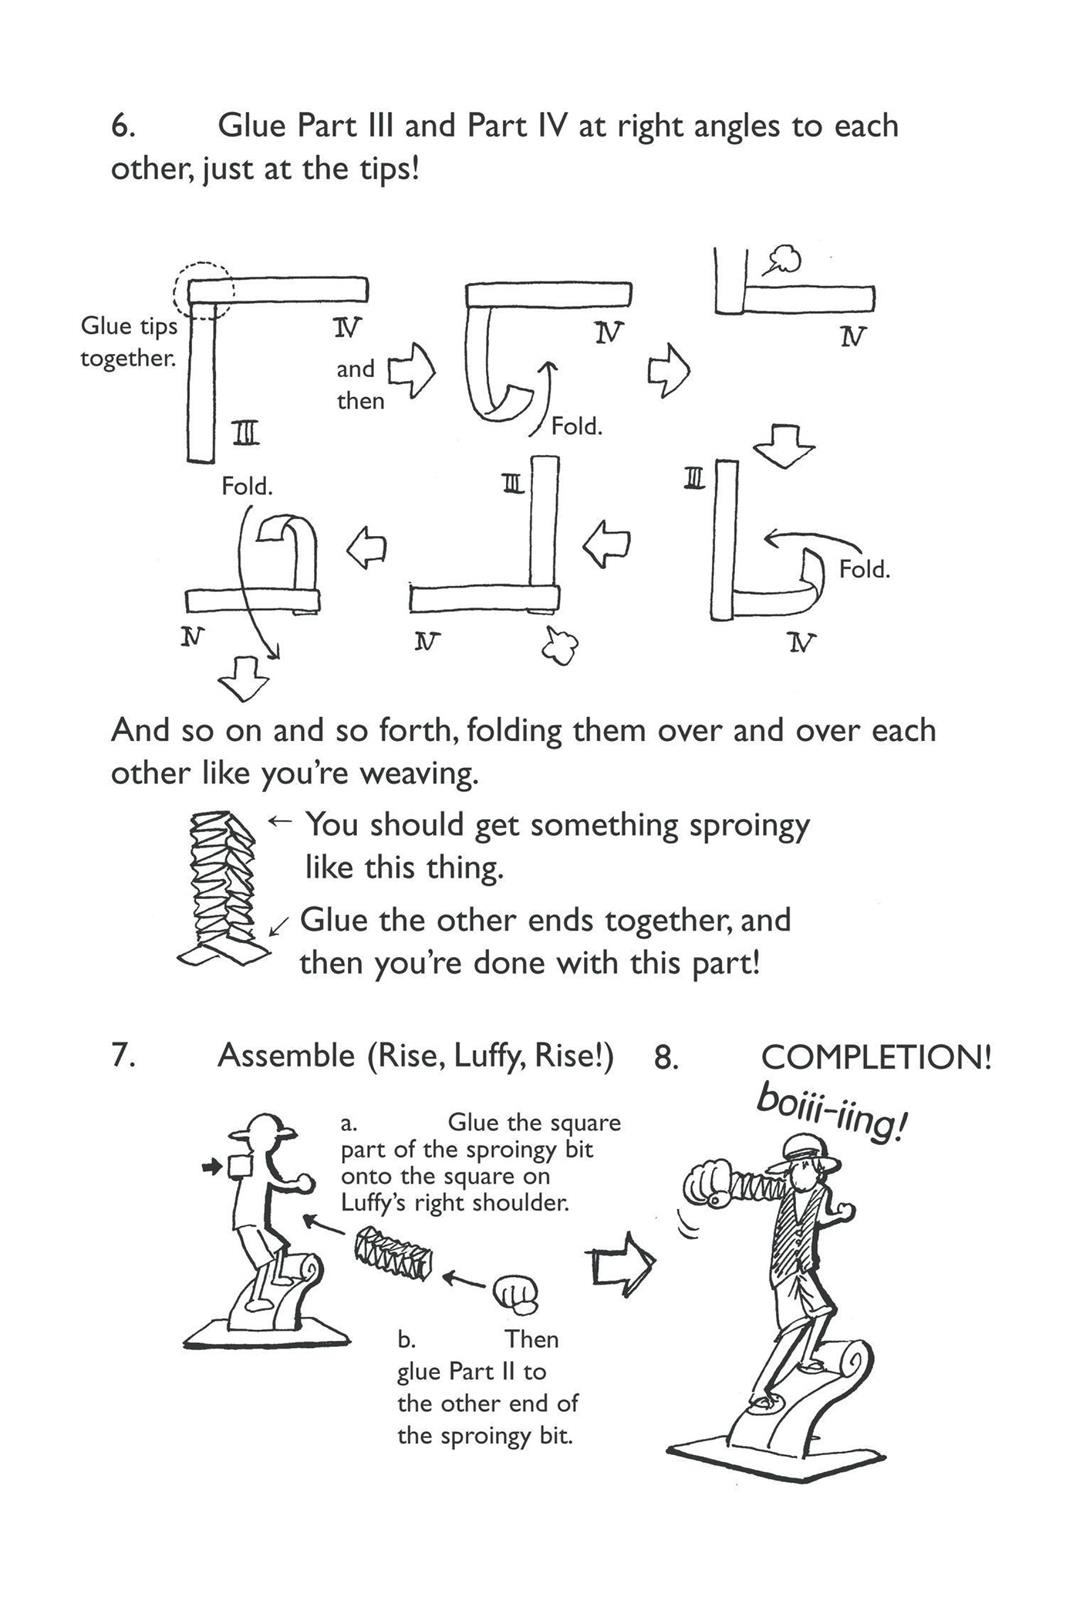 6. Glue Part III and Part IV at right angles to each
other, just at the tips!
Glue tips
together.
IV
III
and
then
IV
Fold.
IV
III
Fold.
IV
III
IV
Fold.
IV
And so on and so forth, folding them over and over each
other like you're weaving.
← You should get something sproingy
like this thing.
↙ Glue the other ends together, and
then you're done with this part!
7. Assemble (Rise, Luffy, Rise!)
a. Glue the square
part of the sproingy bit
onto the square on
Luffy's right shoulder.
b. Then
glue Part II to
the other end of
the sproingy bit.
8. COMPLETION!
boiii-iing!